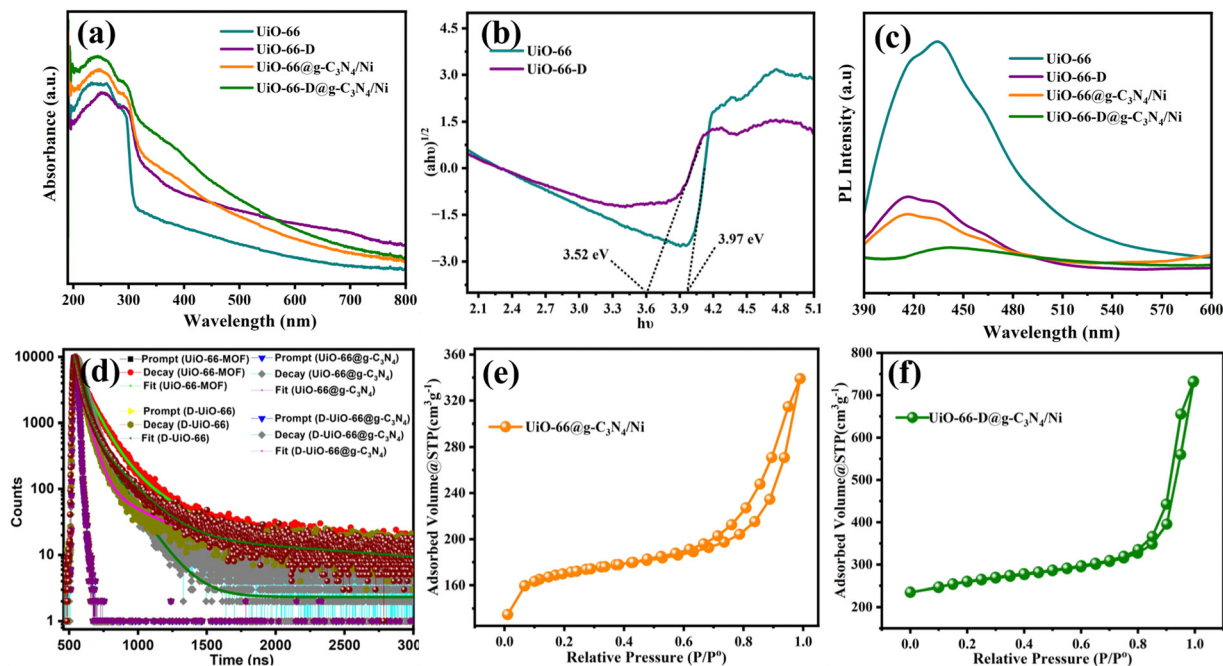 (a)
UiO-66
UiO-66-D
UiO-66@g-C₃N₄/Ni
UiO-66-D@g-C₃N₄/Ni
Absorbance (a.u.)
200 300 400 500 600 700 800
Wavelength (nm)
(b)
UiO-66
UiO-66-D
(ahυ)^1/2
3.0
1.5
0.0
−1.5
−3.0
3.52 eV
3.97 eV
2.1 2.4 2.7 3.0 3.3 3.6 3.9 4.2 4.5 4.8 5.1
hυ
(c)
UiO-66
UiO-66-D
UiO-66@g-C₃N₄/Ni
UiO-66-D@g-C₃N₄/Ni
PL Intensity (a.u)
390 420 450 480 510 540 570 600
Wavelength (nm)
(d)
Prompt (UiO-66-MOF)
Decay (UiO-66-MOF)
Fit (UiO-66-MOF)
Prompt (D-UiO-66)
Decay (D-UiO-66)
Fit (D-UiO-66)
Prompt (UiO-66@g-C₃N₄)
Decay (UiO-66@g-C₃N₄)
Fit (UiO-66@g-C₃N₄)
Prompt (D-UiO-66@g-C₃N₄)
Decay (D-UiO-66@g-C₃N₄)
Fit (D-UiO-66@g-C₃N₄)
Counts
10000
1000
100
10
1
500 1000 1500 2000 2500 300
Time (ns)
(e)
UiO-66@g-C₃N₄/Ni
Adsorbed Volume@STP(cm³g⁻¹)
360
320
280
240
200
160
120
0.0 0.2 0.4 0.6 0.8 1.0
Relative Pressure (P/P⁰)
(f)
UiO-66-D@g-C₃N₄/Ni
Adsorbed Volume@STP(cm³g⁻¹)
800
700
600
500
400
300
200
0.0 0.2 0.4 0.6 0.8 1.0
Relative Pressure (P/P⁰)